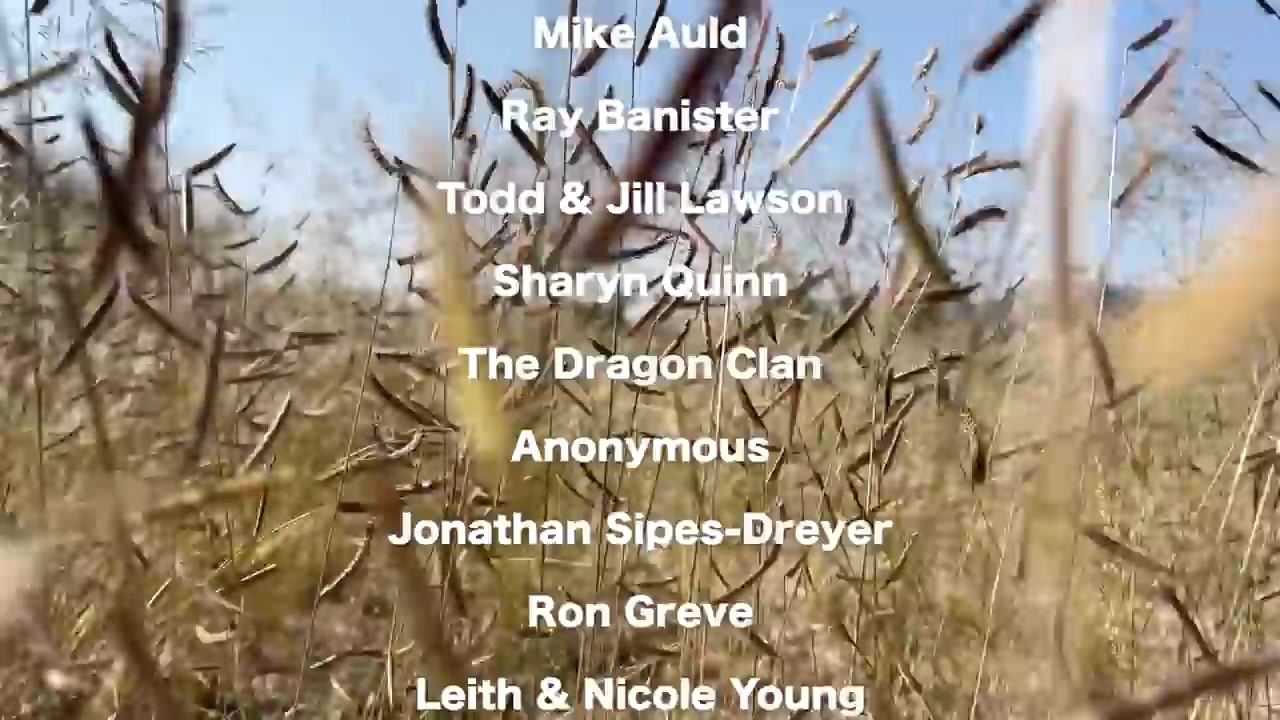 Mike Auld
Ray Banister
Todd & Jill Lawson
Sharyn Quinn
The Dragon Clan
Anonymous
Jonathan Sipes-Dreyer
Ron Greve
Leith & Nicole Young